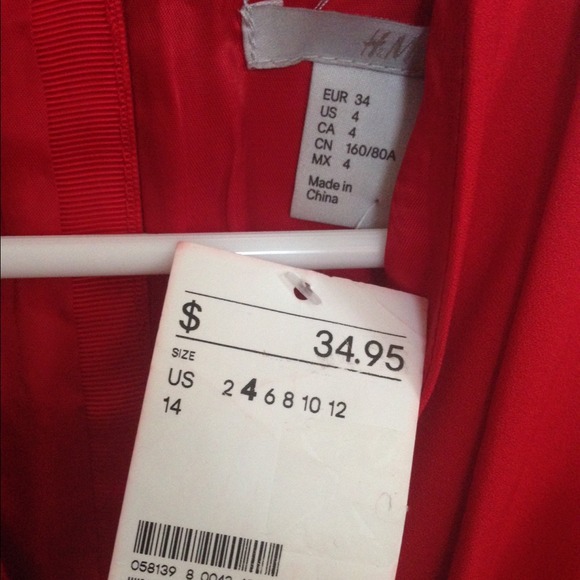 H&M
EUR 34
US 4
CA 4
CN 160/80A
MX 4
Made in
China
$ 34.95
SIZE
US 2 4 6 8 10 12
14
058139 8